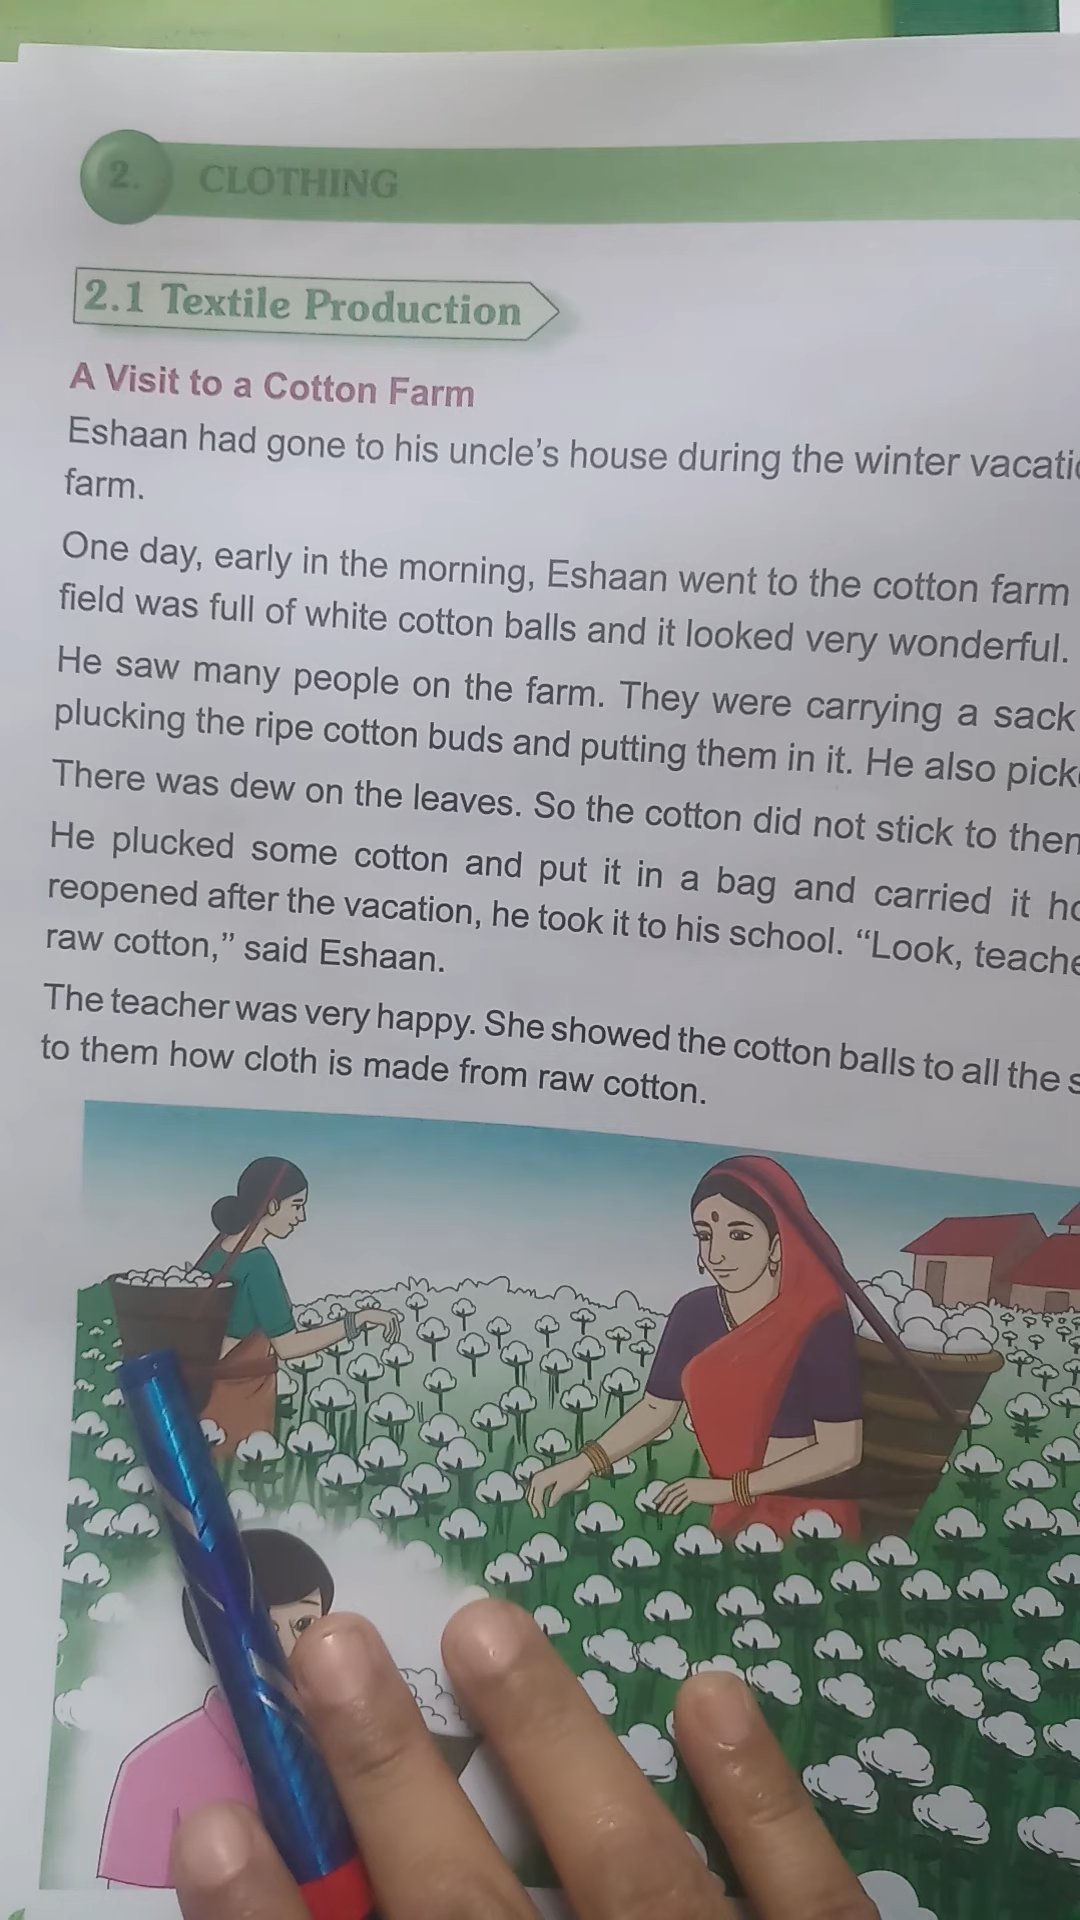 2. CLOTHING
2.1 Textile Production
A Visit to a Cotton Farm
Eshaan had gone to his uncle's house during the winter
farm.
One day, early in the morning, Eshaan went to the cotton farm
field was full of white cotton balls and it looked very wonderful.
He saw many people on the farm. They were carrying a sack
plucking the ripe cotton buds and putting them in it. He also
There was dew on the leaves. So the cotton did not stick to
He plucked some cotton and put it in a bag and carried it
reopened after the vacation, he took it to his school. “Look,
raw cotton,” said Eshaan.
The teacher was very happy. She showed the cotton balls to all the
to them how cloth is made from raw cotton.